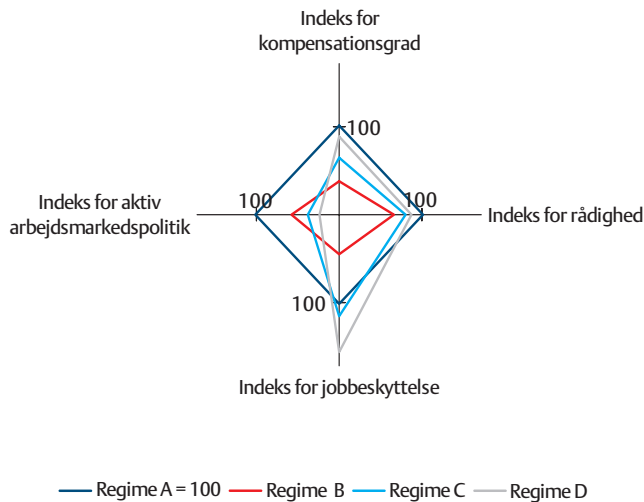 Indeks for
kompensationsgrad
100
Indeks for aktiv
arbejdsmarkedspolitik
100
100
Indeks for rådighed
100
Indeks for jobbeskyttelse
Regime A = 100
Regime B
Regime C
Regime D